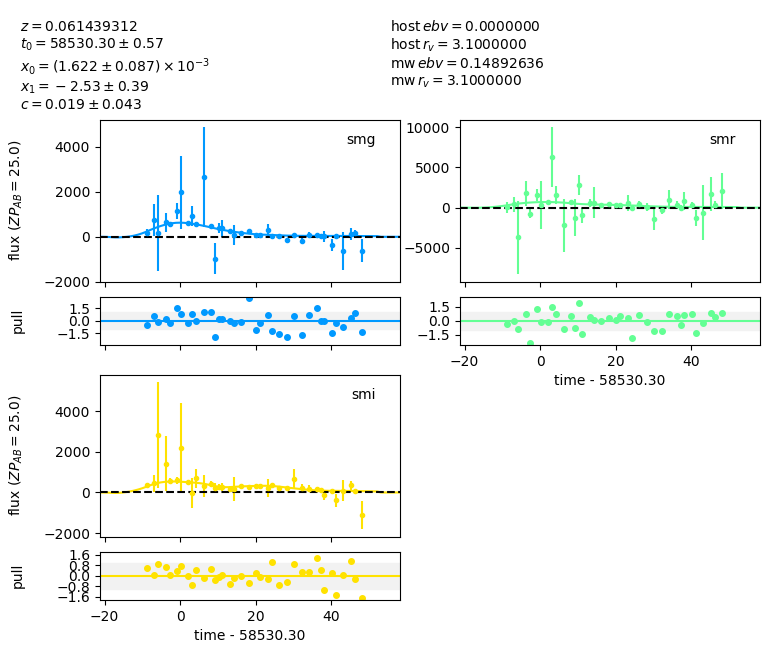 z = 0.061439312
t₀ = 58530.30 ± 0.57
x₀ = (1.622 ± 0.087) × 10⁻³
x₁ = −2.53 ± 0.39
c = 0.019 ± 0.043
host ebv = 0.0000000
host r_v = 3.1000000
mw ebv = 0.14892636
mw r_v = 3.1000000
smg
flux (ZP_AB = 25.0)
4000
2000
0
−2000
smr
10000
5000
0
−5000
pull
1.5
0.0
−1.5
1.5
0.0
−1.5
−20
0
20
40
time - 58530.30
smi
flux (ZP_AB = 25.0)
4000
2000
0
−2000
pull
1.6
0.8
0.0
−0.8
−1.6
−20
0
20
40
time - 58530.30